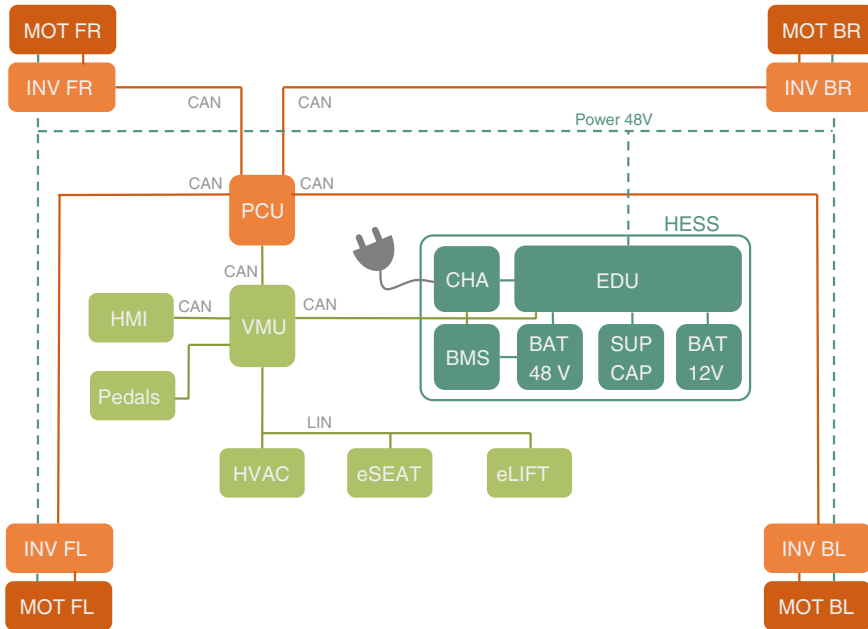 MOT FR
MOT BR
INV FR
INV BR
CAN
CAN
Power 48V
CAN
CAN
PCU
HESS
CAN
CHA
EDU
HMI
CAN
VMU
CAN
BMS
BAT
48 V
SUP
CAP
BAT
12V
Pedals
LIN
HVAC
eSEAT
eLIFT
INV FL
INV BL
MOT FL
MOT BL